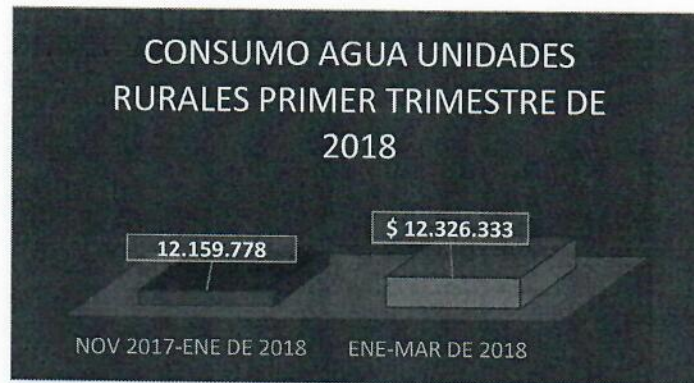 CONSUMO AGUA UNIDADES
RURALES PRIMER TRIMESTRE DE
2018
12.159.778
$ 12.326.333
NOV 2017-ENE DE 2018
ENE-MAR DE 2018